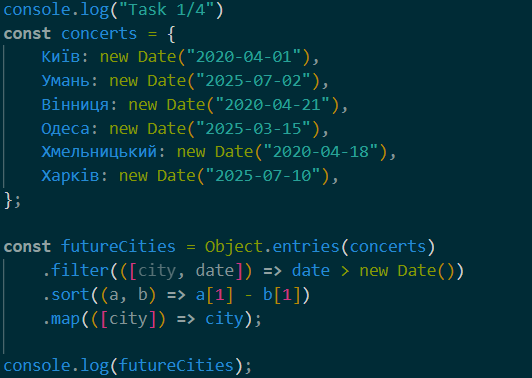 console.log("Task 1/4")
const concerts = {
    Київ: new Date("2020-04-01"),
    Умань: new Date("2025-07-02"),
    Вінниця: new Date("2020-04-21"),
    Одеса: new Date("2025-03-15"),
    Хмельницький: new Date("2020-04-18"),
    Харків: new Date("2025-07-10"),
};
const futureCities = Object.entries(concerts)
    .filter(([city, date]) => date > new Date())
    .sort((a, b) => a[1] - b[1])
    .map(([city]) => city);
console.log(futureCities);